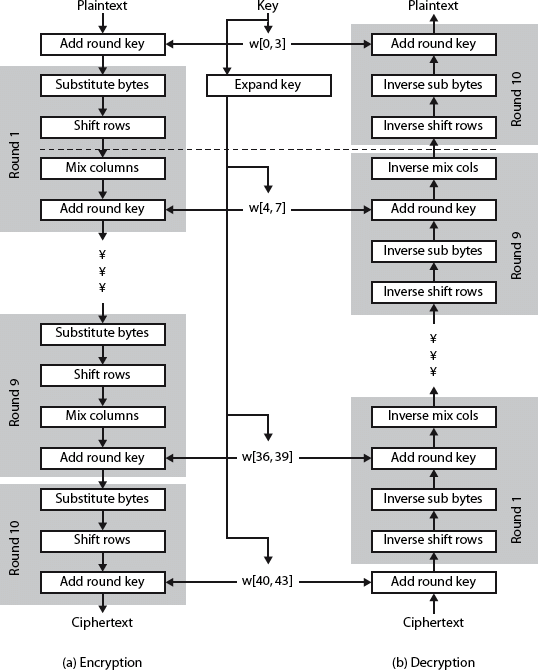 Plaintext
Key
Plaintext
Add round key
w[0, 3]
Add round key
Round 1
Substitute bytes
Expand key
Inverse sub bytes
Round 10
Shift rows
Inverse shift rows
Mix columns
Inverse mix cols
Add round key
w[4, 7]
Add round key
Round 9
Inverse sub bytes
¥
¥
¥
Inverse shift rows
Round 9
Substitute bytes
¥
¥
¥
Shift rows
Mix columns
Inverse mix cols
Add round key
w[36, 39]
Add round key
Round 1
Round 10
Substitute bytes
Inverse sub bytes
Shift rows
Inverse shift rows
Add round key
w[40, 43]
Add round key
Ciphertext
Ciphertext
(a) Encryption
(b) Decryption